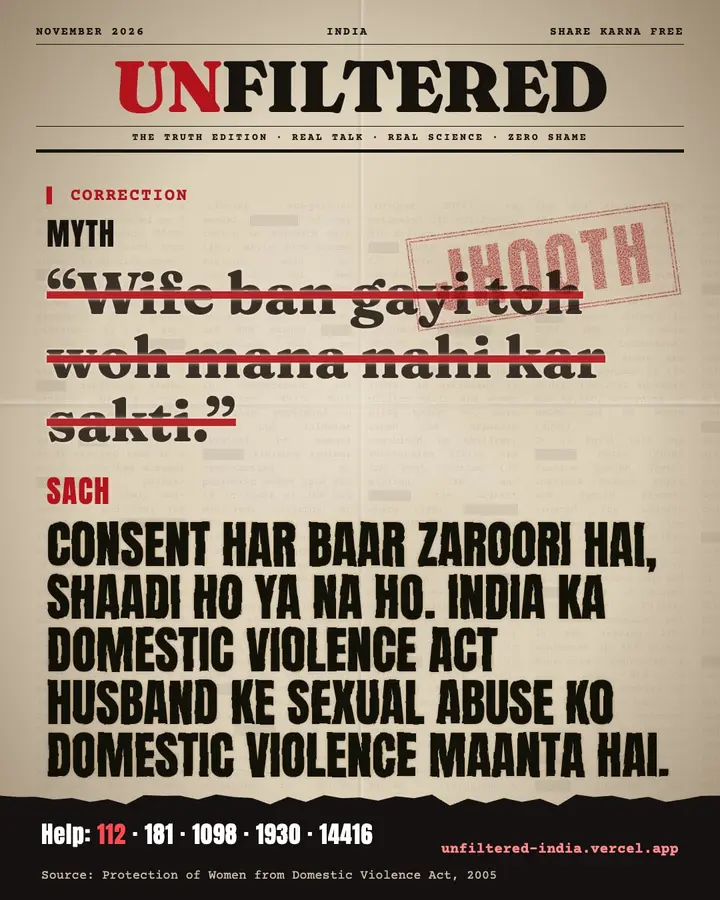 NOVEMBER 2026 INDIA SHARE KARNA FREE
UNFILTERED
THE TRUTH EDITION · REAL TALK · REAL SCIENCE · ZERO SHAME
CORRECTION
MYTH
JHOOTH
“Wife ban gayi toh
woh mana nahi kar
sakti.”
SACH
CONSENT HAR BAAR ZAROORI HAI,
SHAADI HO YA NA HO. INDIA KA
DOMESTIC VIOLENCE ACT
HUSBAND KE SEXUAL ABUSE KO
DOMESTIC VIOLENCE MAANTA HAI.
Help: 112 · 181 · 1098 · 1930 · 14416
unfiltered-india.vercel.app
Source: Protection of Women from Domestic Violence Act, 2005